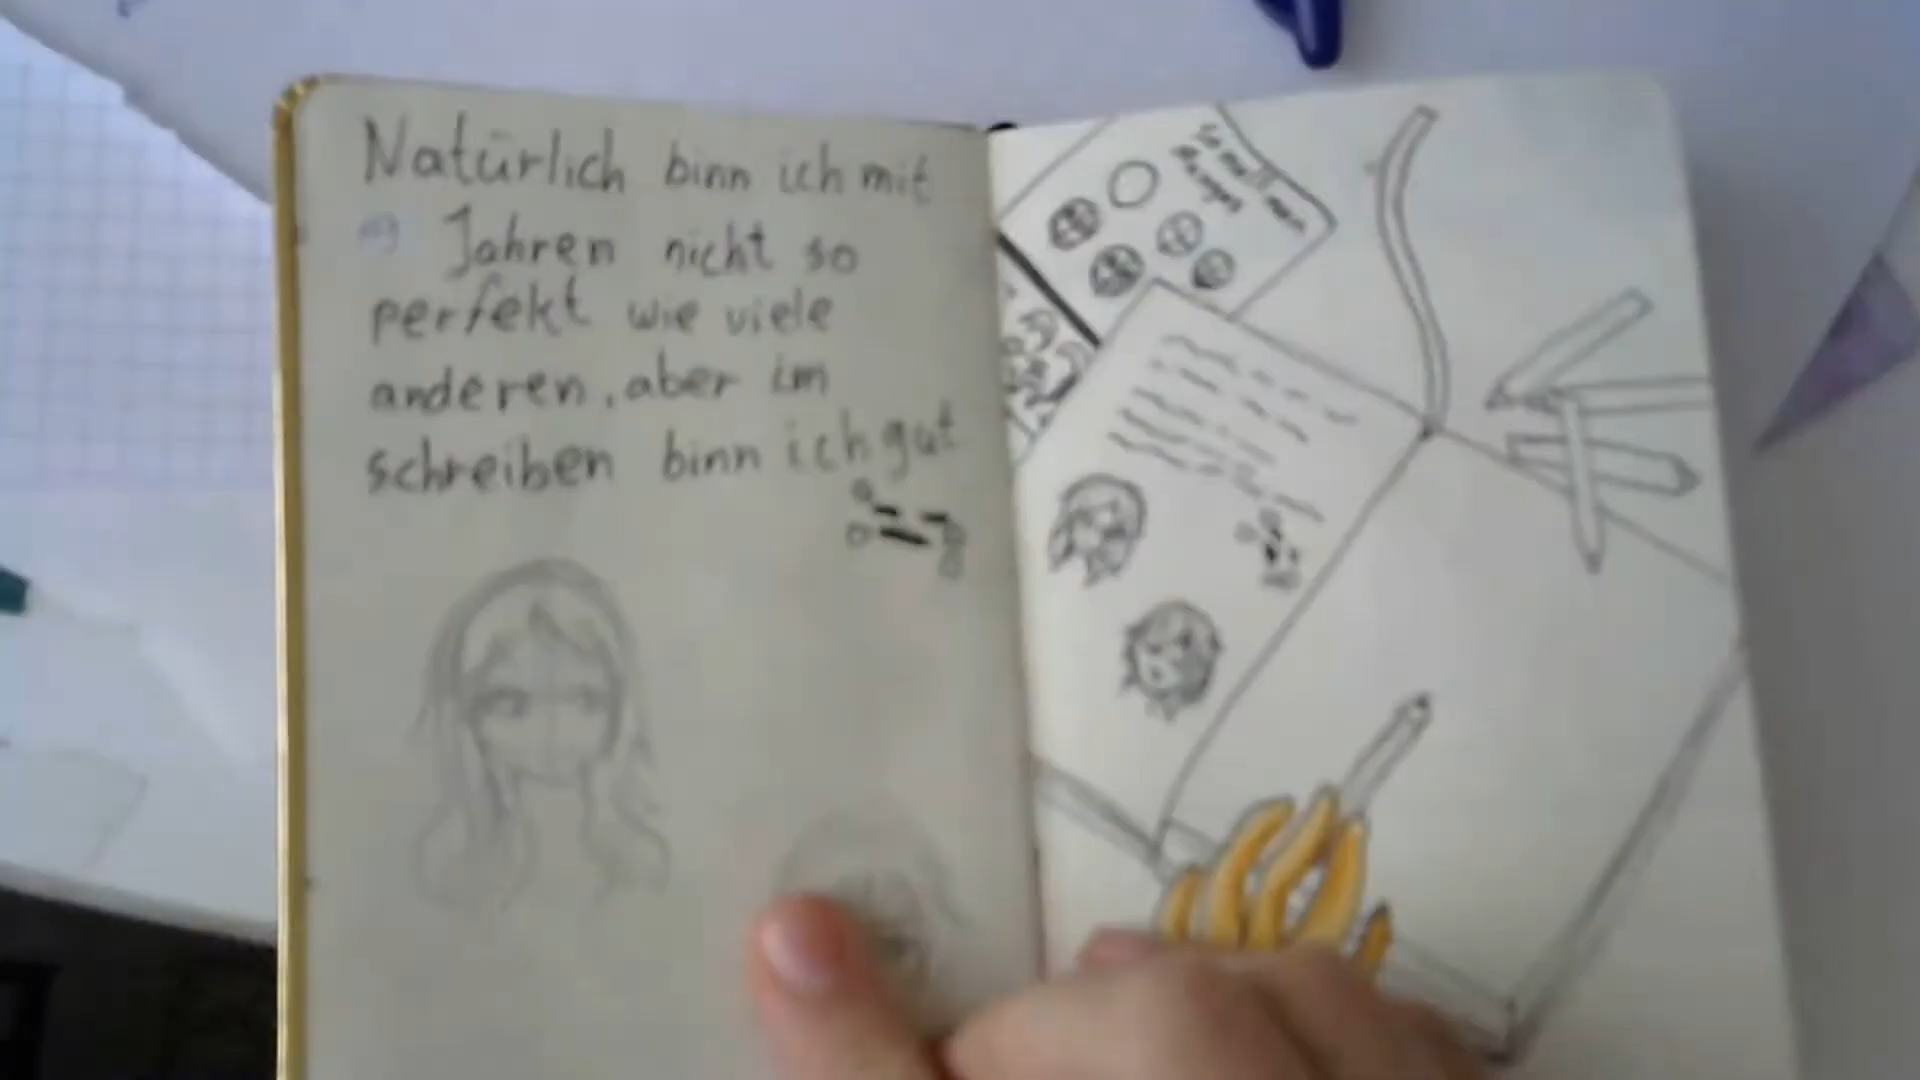 Natürlich binn ich mit
Jahren nicht so
perfekt wie viele
anderen, aber im
schreiben binn ich gut